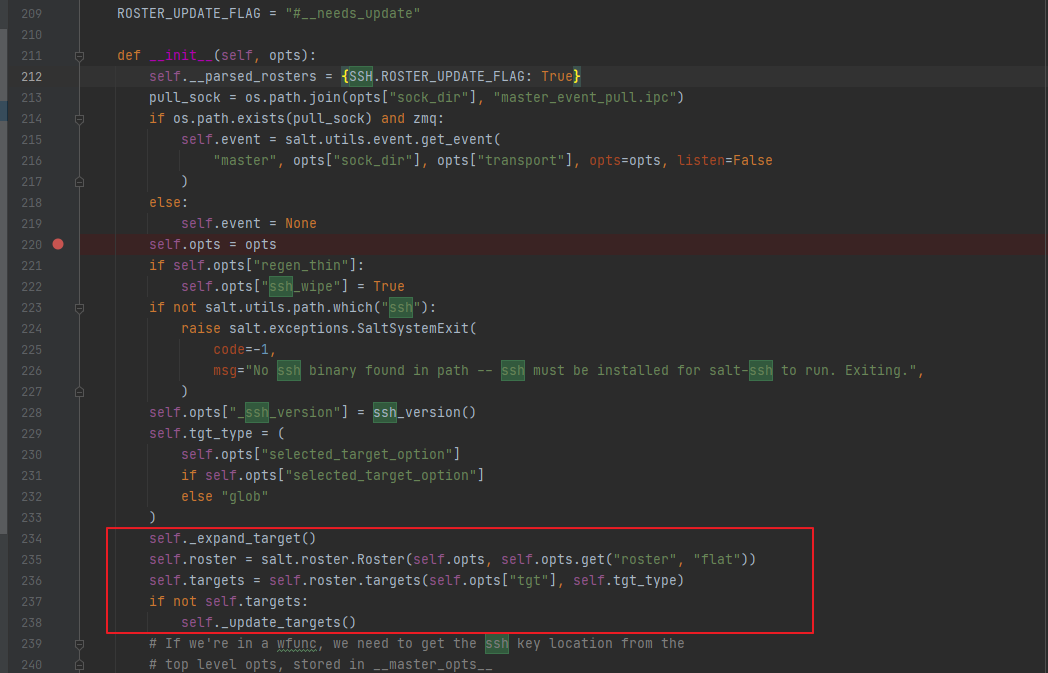 209 ROSTER_UPDATE_FLAG = "#__needs_update"
210
211 def __init__(self, opts):
212 self.__parsed_rosters = {SSH.ROSTER_UPDATE_FLAG: True}
213 pull_sock = os.path.join(opts["sock_dir"], "master_event_pull.ipc")
214 if os.path.exists(pull_sock) and zmq:
215 self.event = salt.utils.event.get_event(
216 "master", opts["sock_dir"], opts["transport"], opts=opts, listen=False
217 )
218 else:
219 self.event = None
220 self.opts = opts
221 if self.opts["regen_thin"]:
222 self.opts["ssh_wipe"] = True
223 if not salt.utils.path.which("ssh"):
224 raise salt.exceptions.SaltSystemExit(
225 code=-1,
226 msg="No ssh binary found in path -- ssh must be installed for salt-ssh to run. Exiting.",
227 )
228 self.opts["_ssh_version"] = ssh_version()
229 self.tgt_type = (
230 self.opts["selected_target_option"]
231 if self.opts["selected_target_option"]
232 else "glob"
233 )
234 self._expand_target()
235 self.roster = salt.roster.Roster(self.opts, self.opts.get("roster", "flat"))
236 self.targets = self.roster.targets(self.opts["tgt"], self.tgt_type)
237 if not self.targets:
238 self._update_targets()
239 # If we're in a wfunc, we need to get the ssh key location from the
240 # top level opts, stored in __master_opts__